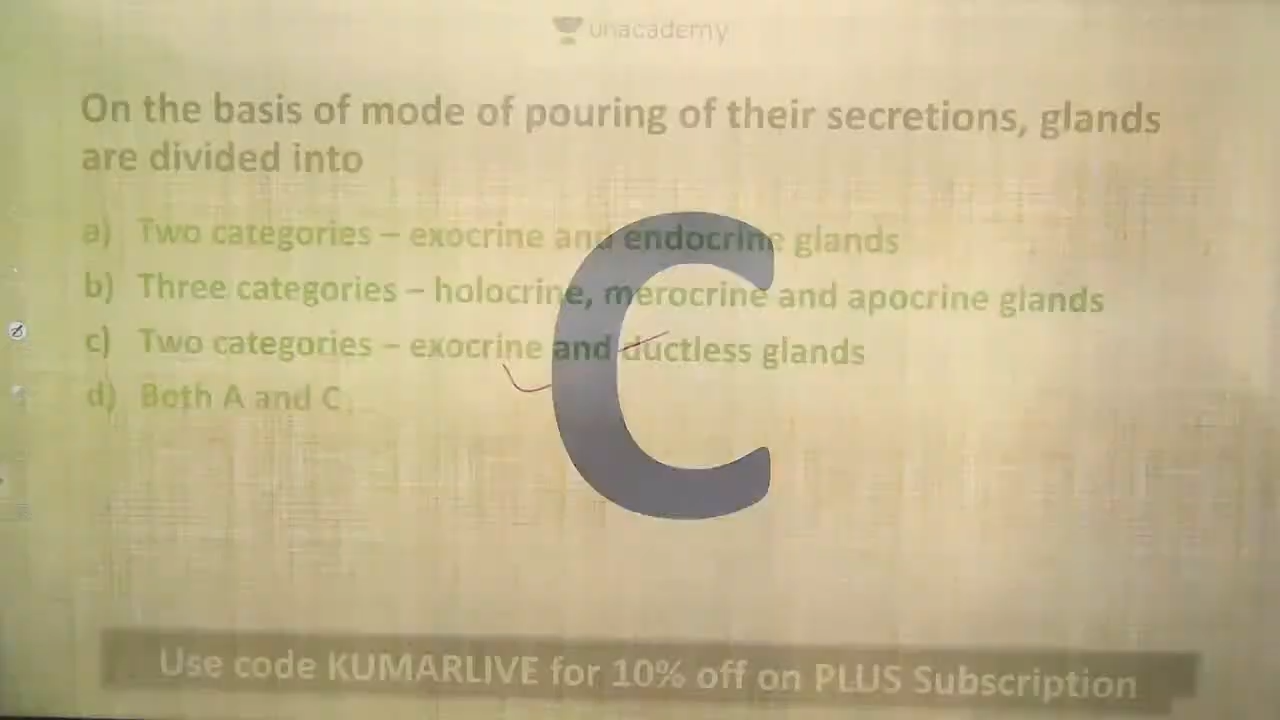 unacademy
On the basis of mode of pouring of their secretions, glands
are divided into
a) Two categories – exocrine and endocrine glands
b) Three categories – holocrine, merocrine and apocrine glands
c) Two categories – exocrine and ductless glands
d) Both A and C
C
Use code KUMARLIVE for 10% off on PLUS Subscription